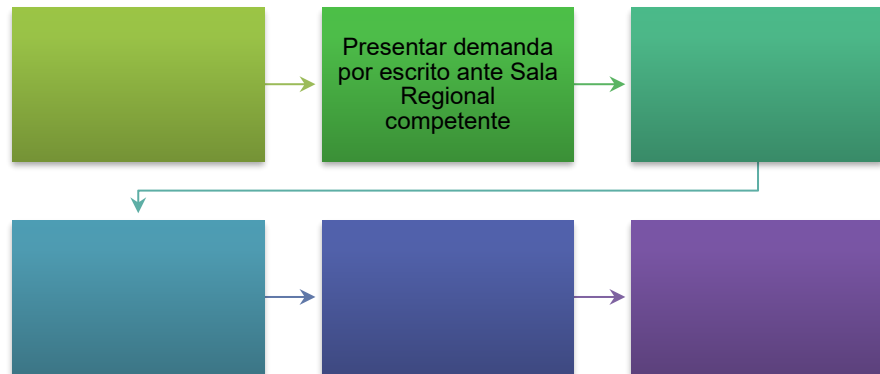 Presentar demanda
por escrito ante Sala
Regional
competente